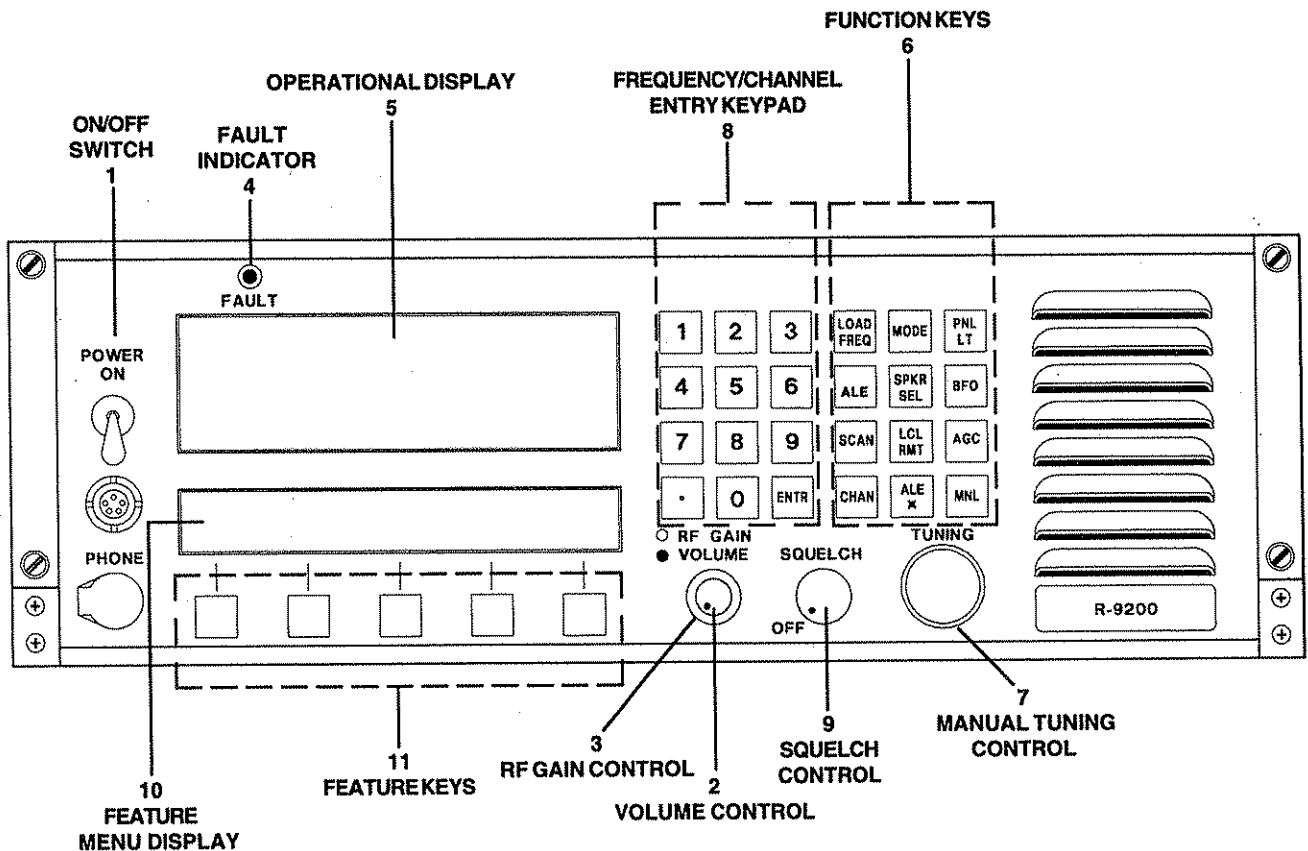 FUNCTION KEYS
6
OPERATIONAL DISPLAY
5
FREQUENCY/CHANNEL
ENTRY KEYPAD
8
ON/OFF
SWITCH
1
FAULT
INDICATOR
4
FAULT
POWER
ON
PHONE
1 2 3
4 5 6
7 8 9
. 0 ENTR
LOAD
FREQ
MODE
PNL
LT
ALE
SPKR
SEL
BFO
SCAN
LCL
RMT
AGC
CHAN
ALE
*
MNL
RF GAIN
VOLUME
SQUELCH
OFF
TUNING
R-9200
10
FEATURE
MENU DISPLAY
11
FEATURE KEYS
3
RF GAIN CONTROL
2
VOLUME CONTROL
9
SQUELCH
CONTROL
7
MANUAL TUNING
CONTROL